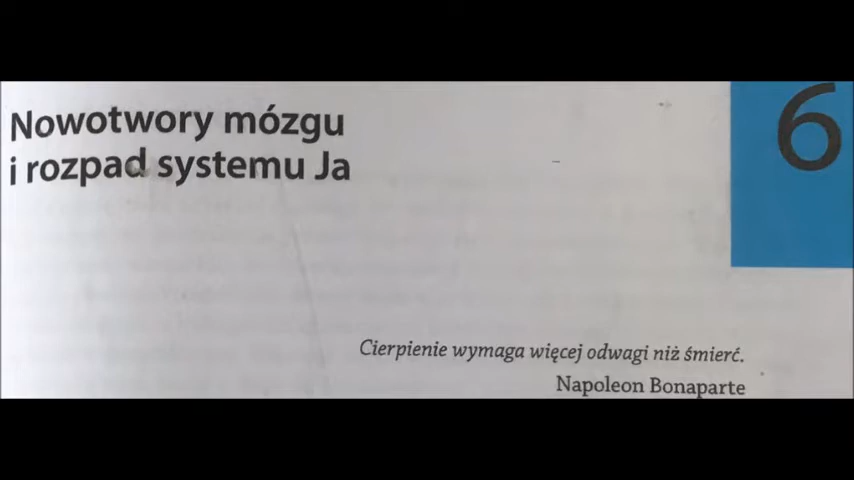 Nowotwory mózgu
i rozpad systemu Ja
6
Cierpienie wymaga więcej odwagi niż śmierć.
Napoleon Bonaparte